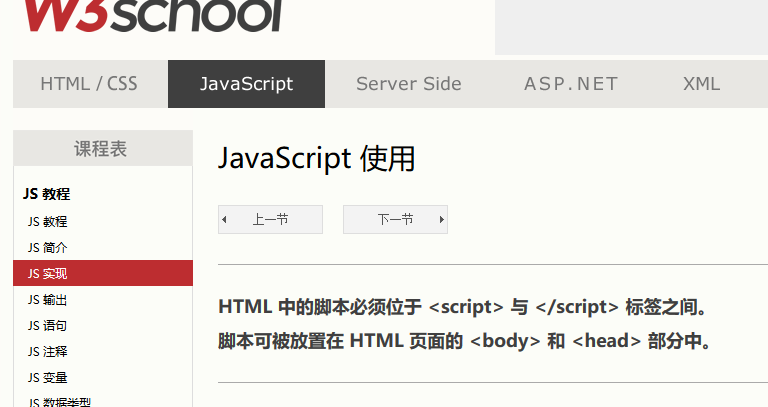 W3school
HTML / CSS
JavaScript
Server Side
ASP.NET
XML
课程表
JS 教程
JS 教程
JS 简介
JS 实现
JS 输出
JS 语句
JS 注释
JS 变量
JS 数据类型
JavaScript 使用
上一节
下一节
HTML 中的脚本必须位于 <script> 与 </script> 标签之间。
脚本可被放置在 HTML 页面的 <body> 和 <head> 部分中。